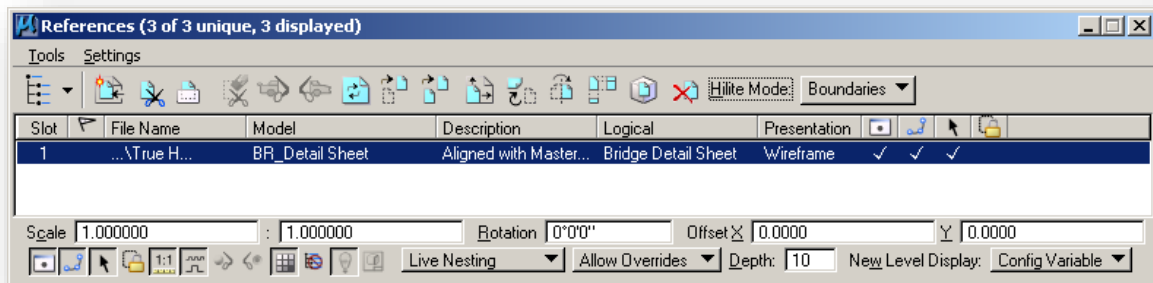 References (3 of 3 unique, 3 displayed)
Tools Settings
Hilite Mode: Boundaries
Slot File Name Model Description Logical Presentation
1 ...\True H... BR_Detail Sheet Aligned with Master... Bridge Detail Sheet Wireframe
Scale 1.000000 : 1.000000 Rotation 0°0'0" Offset X 0.0000 Y 0.0000
1:1 Live Nesting Allow Overrides Depth: 10 New Level Display: Config Variable